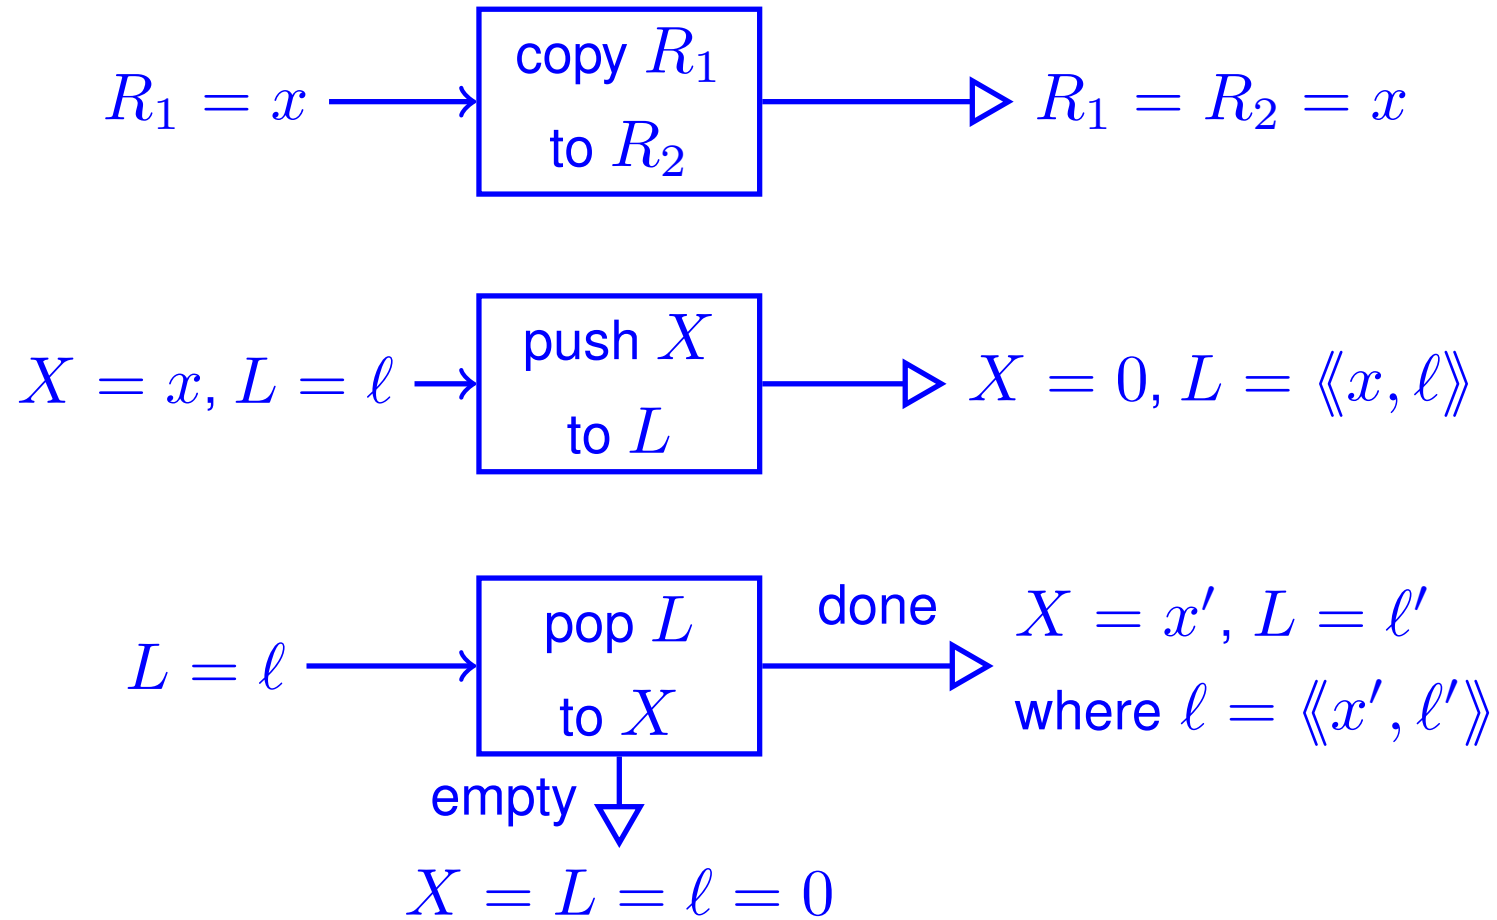 R₁ = x
copy R₁
to R₂
R₁ = R₂ = x
X = x, L = ℓ
push X
to L
X = 0, L = ⟪x, ℓ⟫
L = ℓ
pop L
to X
done
X = x′, L = ℓ′
where ℓ = ⟪x′, ℓ′⟫
empty
X = L = ℓ = 0